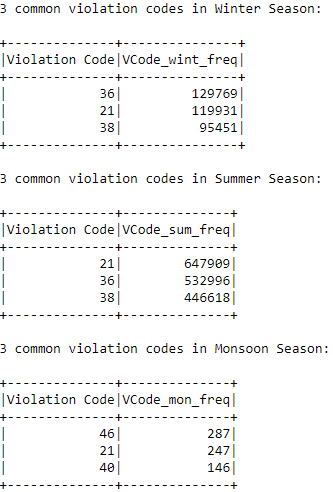 3 common violation codes in Winter Season:
+--------------+---------------+
|Violation Code|VCode_wint_freq|
+--------------+---------------+
|            36|         129769|
|            21|         119931|
|            38|          95451|
+--------------+---------------+
3 common violation codes in Summer Season:
+--------------+--------------+
|Violation Code|VCode_sum_freq|
+--------------+--------------+
|            21|        647909|
|            36|        532996|
|            38|        446618|
+--------------+--------------+
3 common violation codes in Monsoon Season:
+--------------+--------------+
|Violation Code|VCode_mon_freq|
+--------------+--------------+
|            46|           287|
|            21|           247|
|            40|           146|
+--------------+--------------+